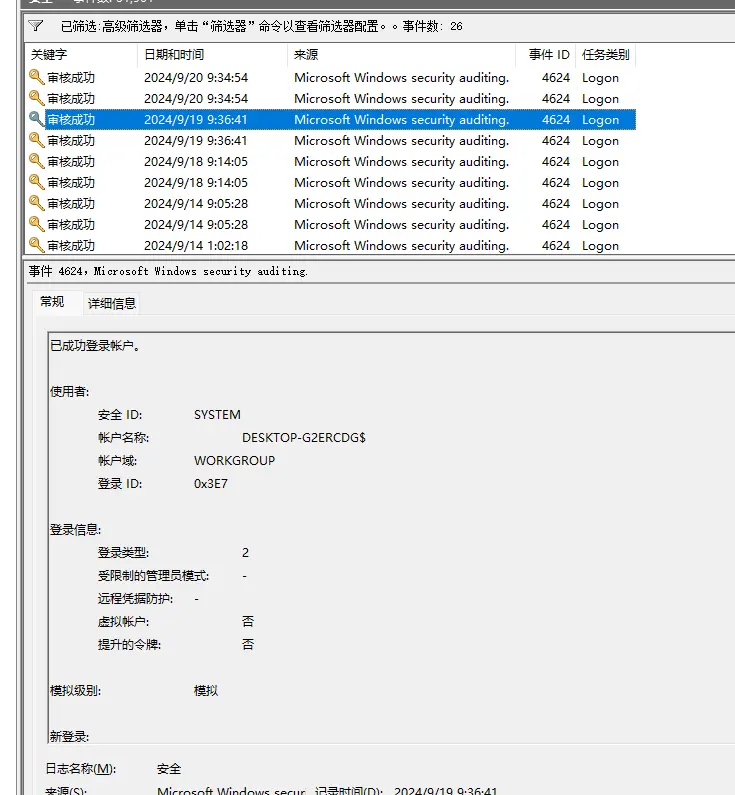 已筛选:高级筛选器，单击“筛选器”命令以查看筛选器配置。。事件数: 26
关键字 日期和时间 来源 事件 ID 任务类别
审核成功 2024/9/20 9:34:54 Microsoft Windows security auditing. 4624 Logon
审核成功 2024/9/20 9:34:54 Microsoft Windows security auditing. 4624 Logon
审核成功 2024/9/19 9:36:41 Microsoft Windows security auditing. 4624 Logon
审核成功 2024/9/19 9:36:41 Microsoft Windows security auditing. 4624 Logon
审核成功 2024/9/18 9:14:05 Microsoft Windows security auditing. 4624 Logon
审核成功 2024/9/18 9:14:05 Microsoft Windows security auditing. 4624 Logon
审核成功 2024/9/14 9:05:28 Microsoft Windows security auditing. 4624 Logon
审核成功 2024/9/14 9:05:28 Microsoft Windows security auditing. 4624 Logon
审核成功 2024/9/14 1:02:18 Microsoft Windows security auditing. 4624 Logon
事件 4624，Microsoft Windows security auditing.
常规 详细信息
已成功登录帐户。
使用者:
安全 ID: SYSTEM
帐户名称: DESKTOP-G2ERCDG$
帐户域: WORKGROUP
登录 ID: 0x3E7
登录信息:
登录类型: 2
受限制的管理员模式: -
远程凭据防护: -
虚拟帐户: 否
提升的令牌: 否
模拟级别: 模拟
新登录:
日志名称(M): 安全
来源(S): Microsoft Windows secur 记录时间(D): 2024/9/19 9:36:41